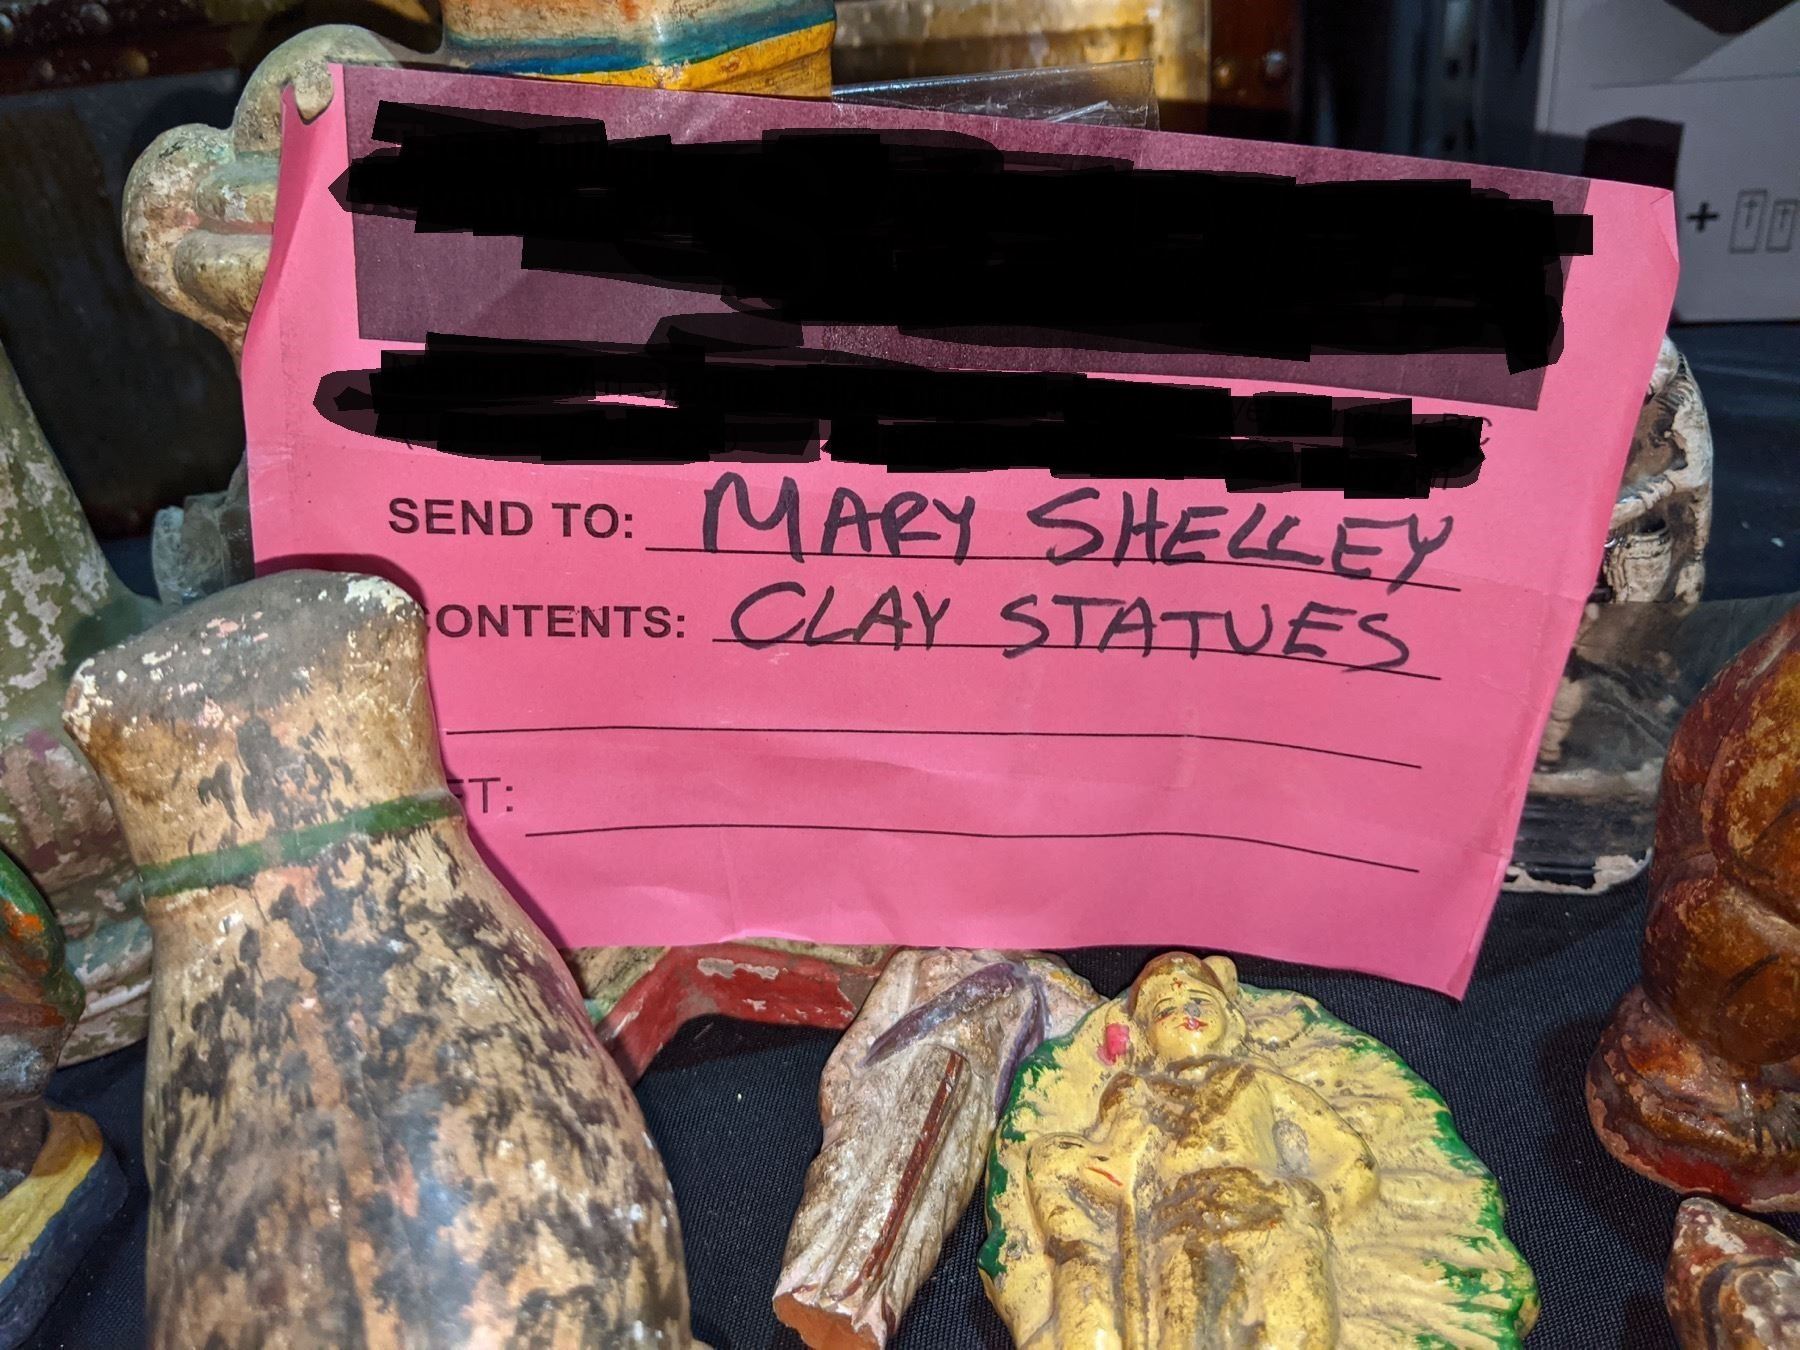 SEND TO: MARY SHELLEY
CONTENTS: CLAY STATUES